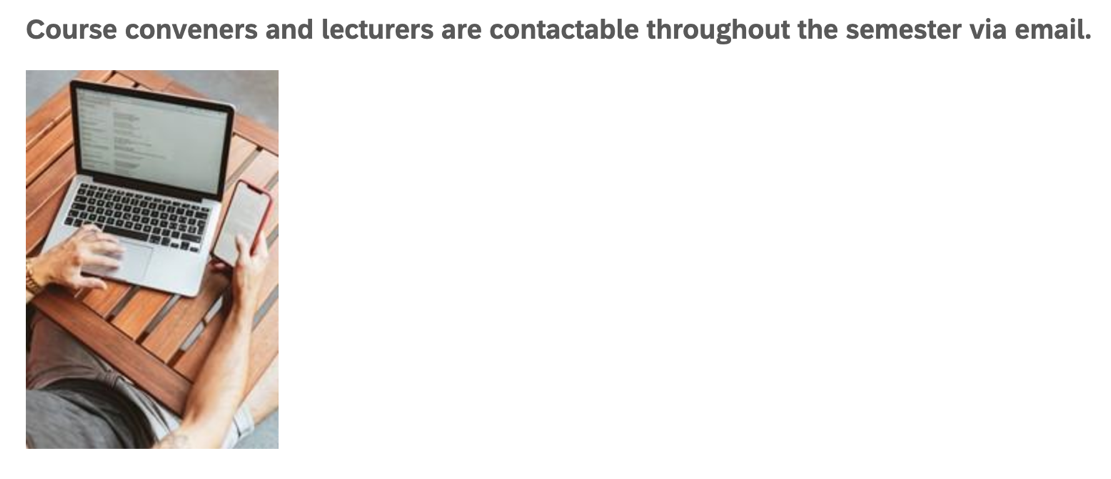 Course conveners and lecturers are contactable throughout the semester via email.